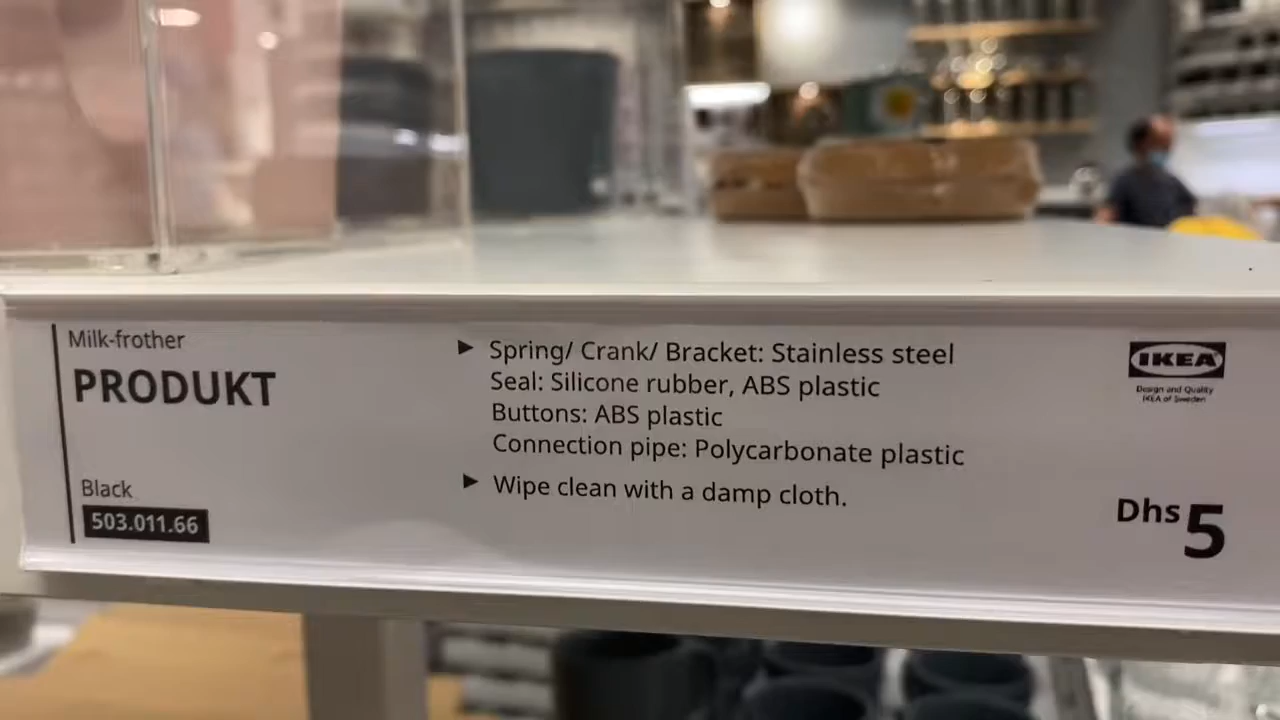 Milk-frother
PRODUKT
Black
503.011.66
▶ Spring/ Crank/ Bracket: Stainless steel
Seal: Silicone rubber, ABS plastic
Buttons: ABS plastic
Connection pipe: Polycarbonate plastic
▶ Wipe clean with a damp cloth.
IKEA
Design and Quality
IKEA of Sweden
Dhs 5